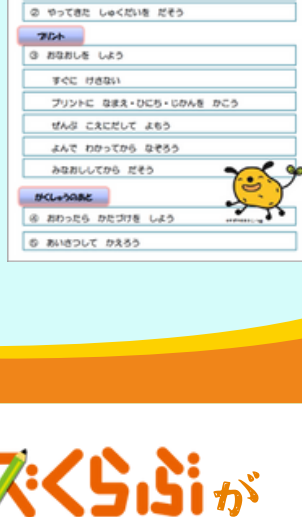 ② やってきた しゅくだいを だそう
プリント
③ おなおしを しよう
すぐに けさない
プリントに なまえ・ひにち・じかんを かこう
ぜんぶ こえにだして よもう
よんで わかってから なぞろう
みなおししてから だそう
がくしゅうのあと
④ おわったら かたづけを しよう
⑤ あいさつして かえろう
ズくらぶが